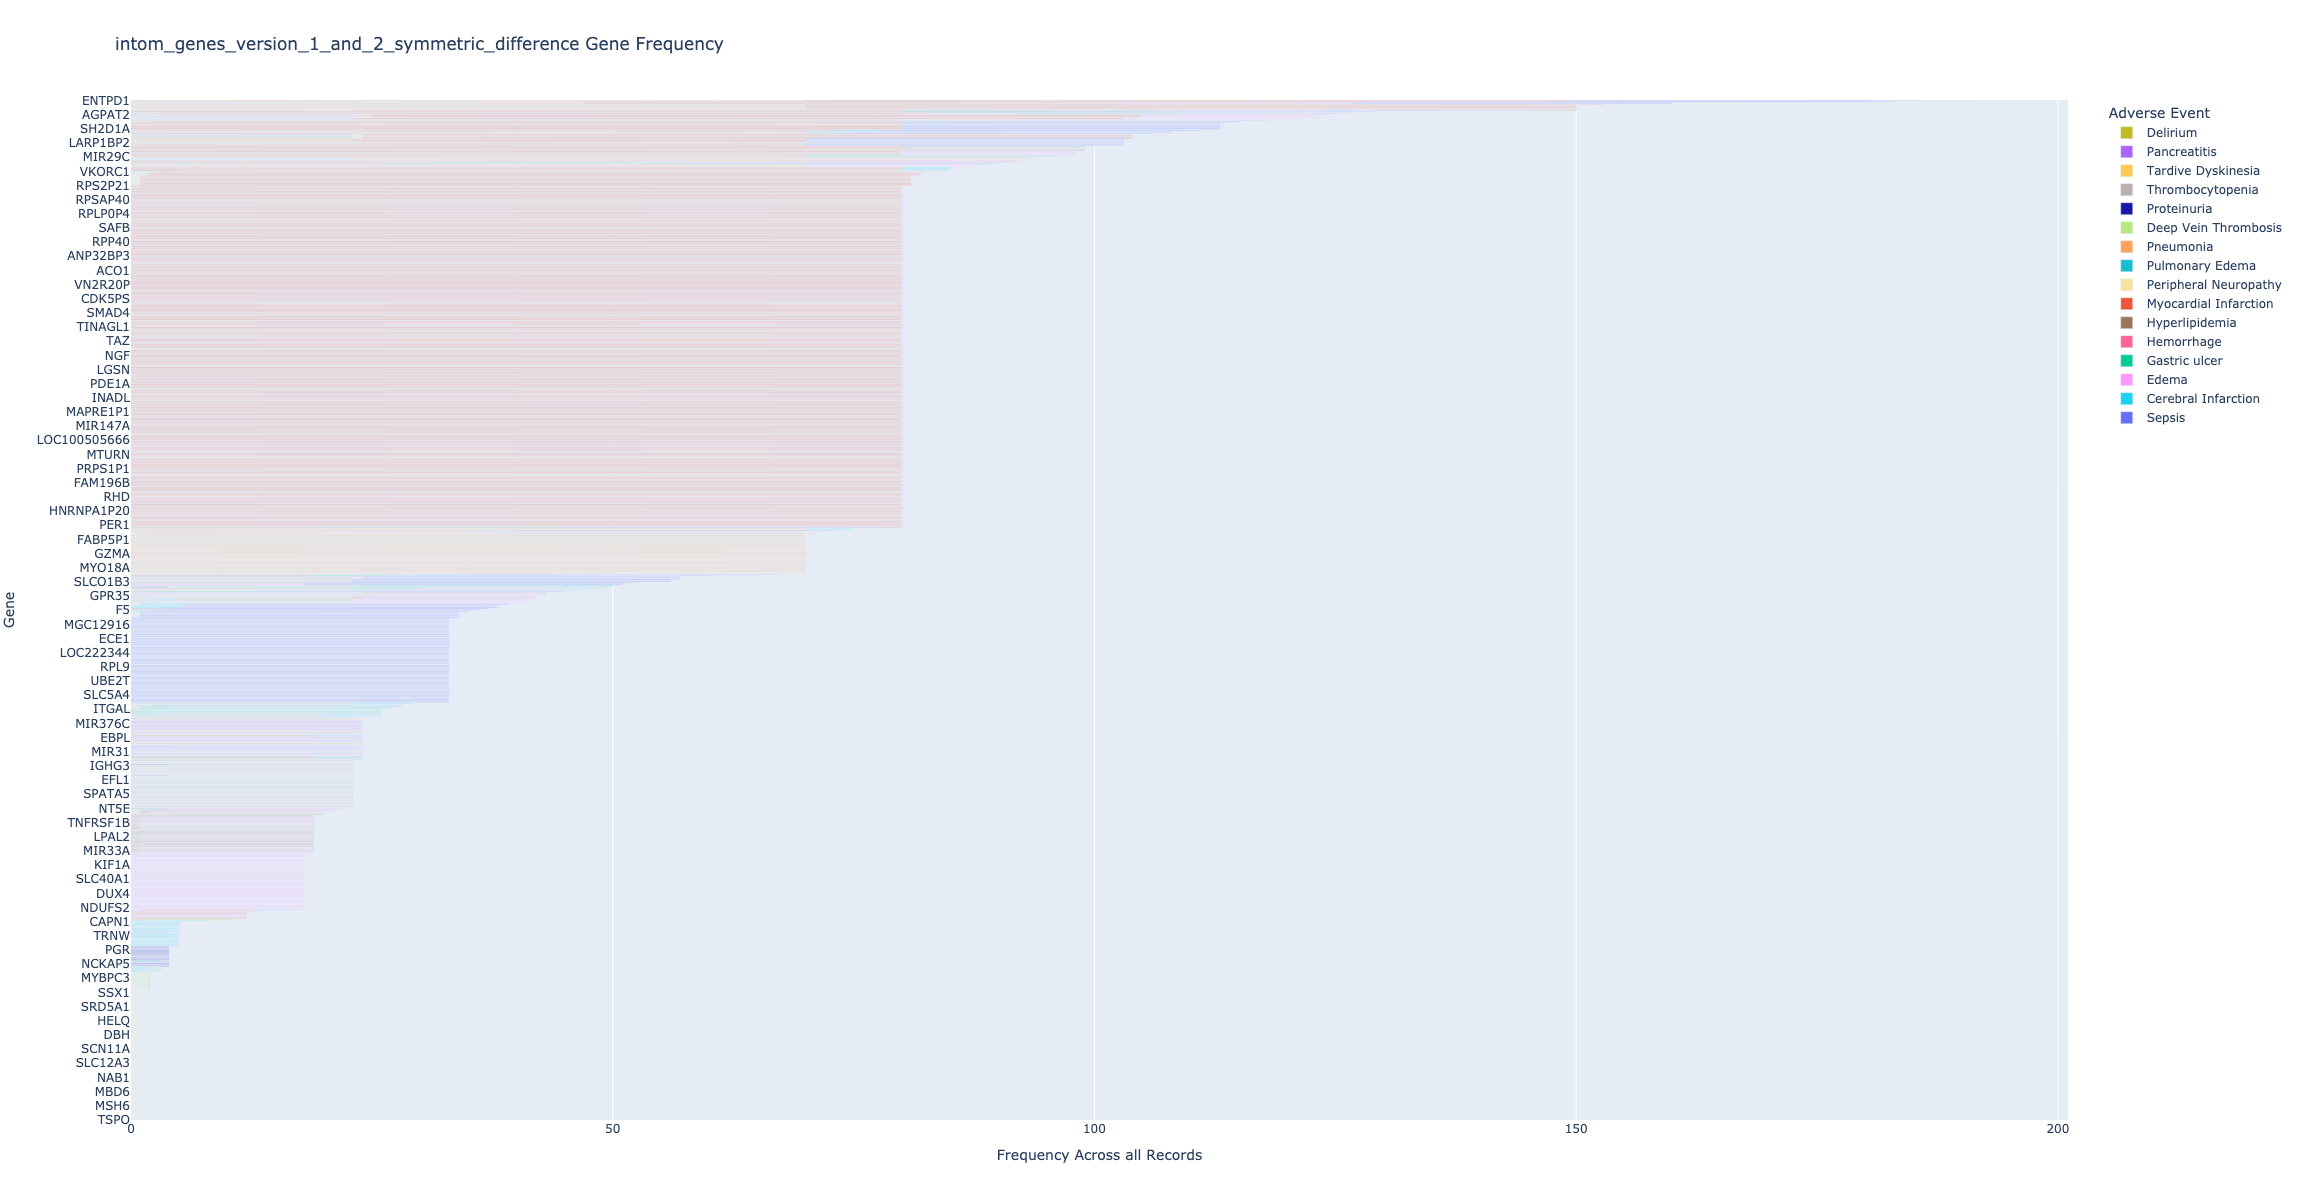 intom_genes_version_1_and_2_symmetric_difference Gene Frequency
ENTPD1
AGPAT2
SH2D1A
LARP1BP2
MIR29C
VKORC1
RPS2P21
RPSAP40
RPLP0P4
SAFB
RPP40
ANP32BP3
ACO1
VN2R20P
CDK5PS
SMAD4
TINAGL1
TAZ
NGF
LGSN
PDE1A
INADL
MAPRE1P1
MIR147A
LOC100505666
MTURN
PRPS1P1
FAM196B
RHD
HNRNPA1P20
PER1
FABP5P1
GZMA
MYO18A
SLCO1B3
GPR35
F5
MGC12916
ECE1
LOC222344
RPL9
UBE2T
SLC5A4
ITGAL
MIR376C
EBPL
MIR31
IGHG3
EFL1
SPATA5
NT5E
TNFRSF1B
LPAL2
MIR33A
KIF1A
SLC40A1
DUX4
NDUFS2
CAPN1
TRNW
PGR
NCKAP5
MYBPC3
SSX1
SRD5A1
HELQ
DBH
SCN11A
SLC12A3
NAB1
MBD6
MSH6
TSPO
Gene
0 50 100 150 200
Frequency Across all Records
Adverse Event
Delirium
Pancreatitis
Tardive Dyskinesia
Thrombocytopenia
Proteinuria
Deep Vein Thrombosis
Pneumonia
Pulmonary Edema
Peripheral Neuropathy
Myocardial Infarction
Hyperlipidemia
Hemorrhage
Gastric ulcer
Edema
Cerebral Infarction
Sepsis